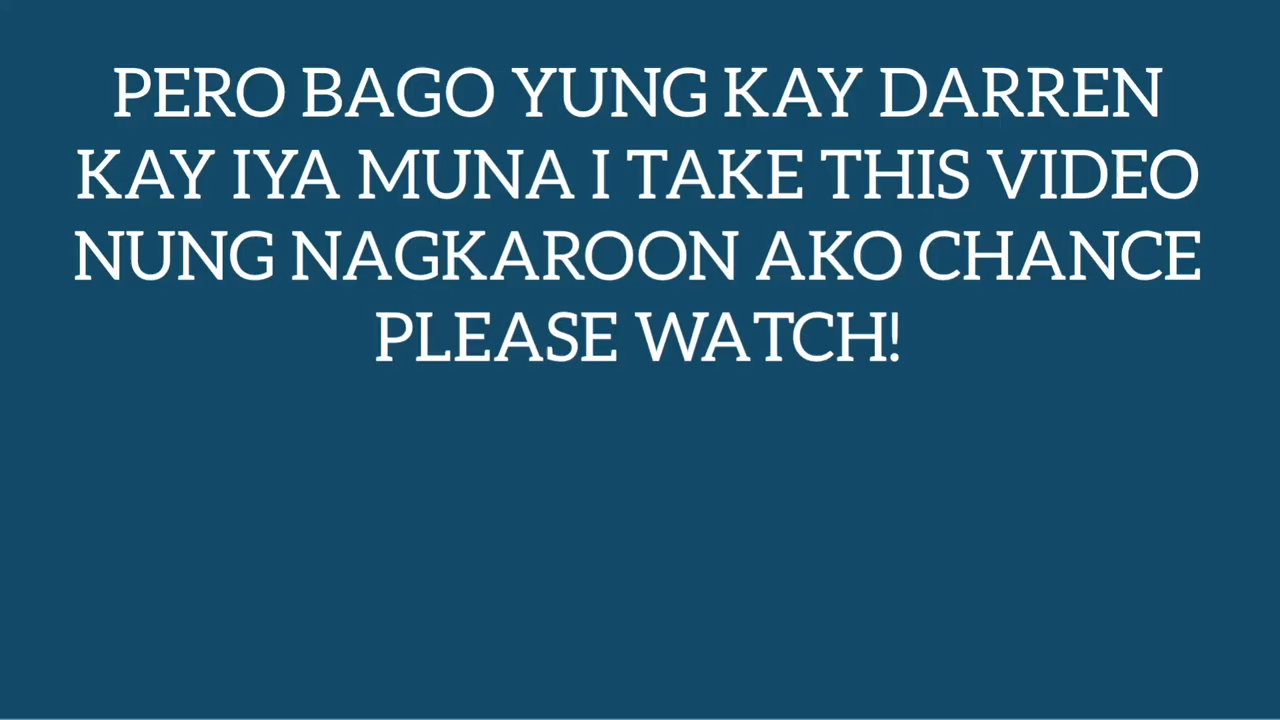 PERO BAGO YUNG KAY DARREN
KAY IYA MUNA I TAKE THIS VIDEO
NUNG NAGKAROON AKO CHANCE
PLEASE WATCH!